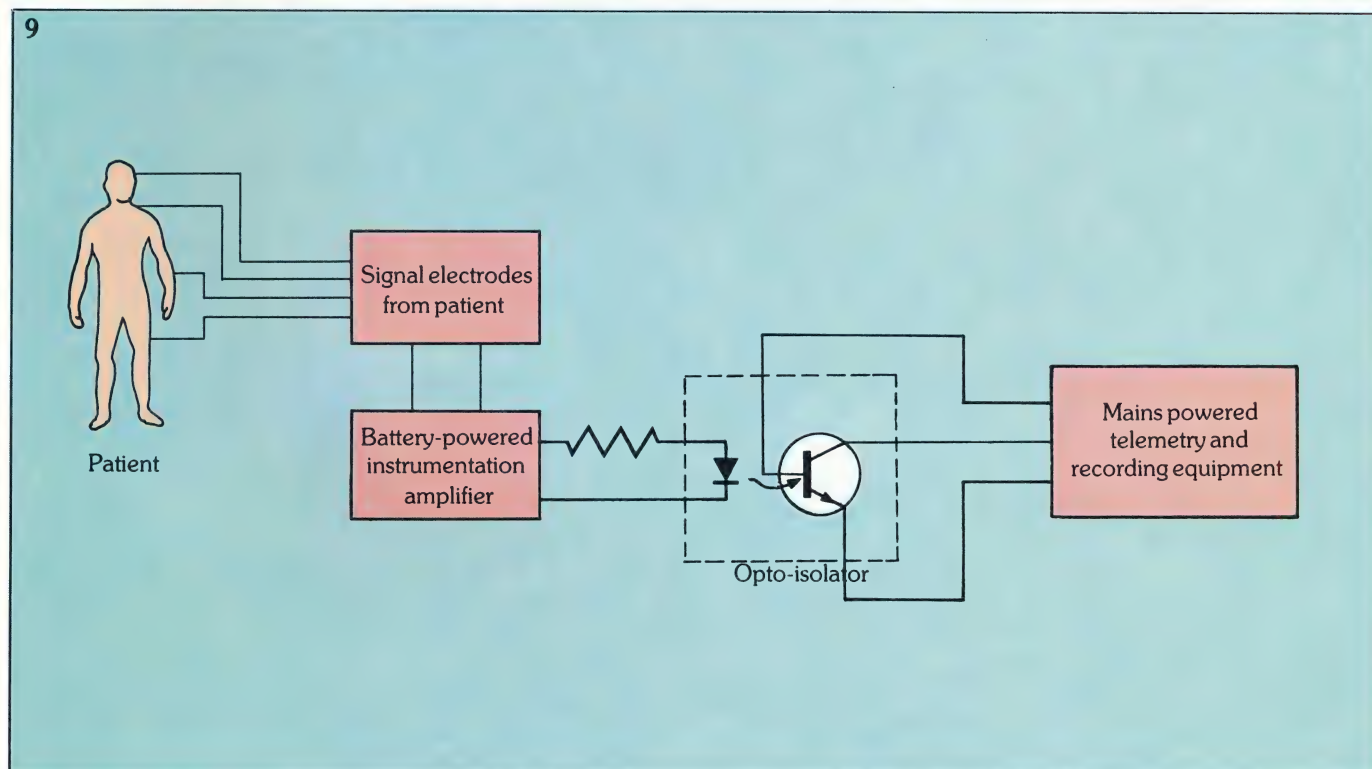 9
Signal electrodes
from patient
Patient
Battery-powered
instrumentation
amplifier
Opto-isolator
Mains powered
telemetry and
recording equipment